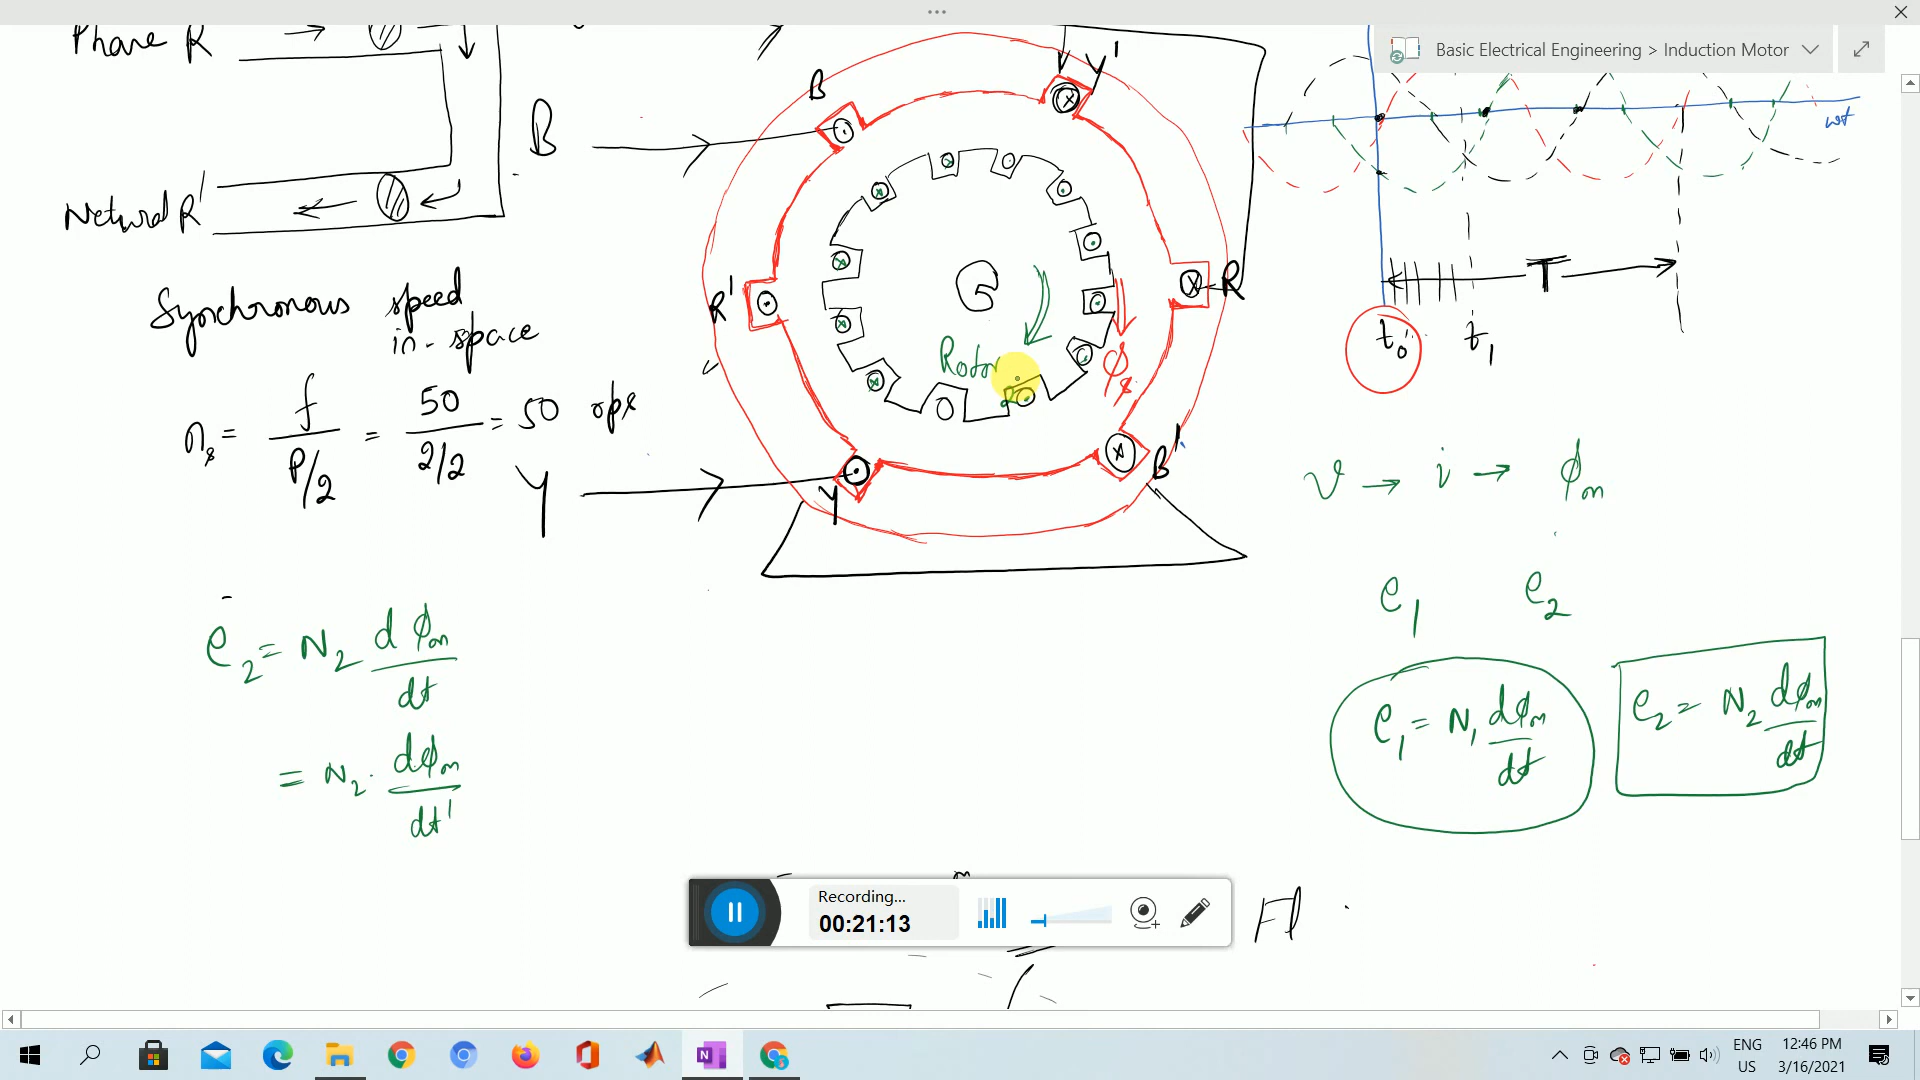 Basic Electrical Engineering > Induction Motor
Phase R
Netural R'
B
Y
B
Y'
R'
R
Y
B'
Rotor
ϕs
ωt
T
t0
t1
Synchronous speed
in-space
ns = f / P/2 = 50 / 2/2 = 50 rps
v → i → ϕm
e1 e2
e1 = N1 dϕm/dt
e2 = N2 dϕm/dt
e2 = N2 dϕm/dt
= N2 · dϕm/dt'
Recording...
00:21:13
ENG
US
12:46 PM
3/16/2021